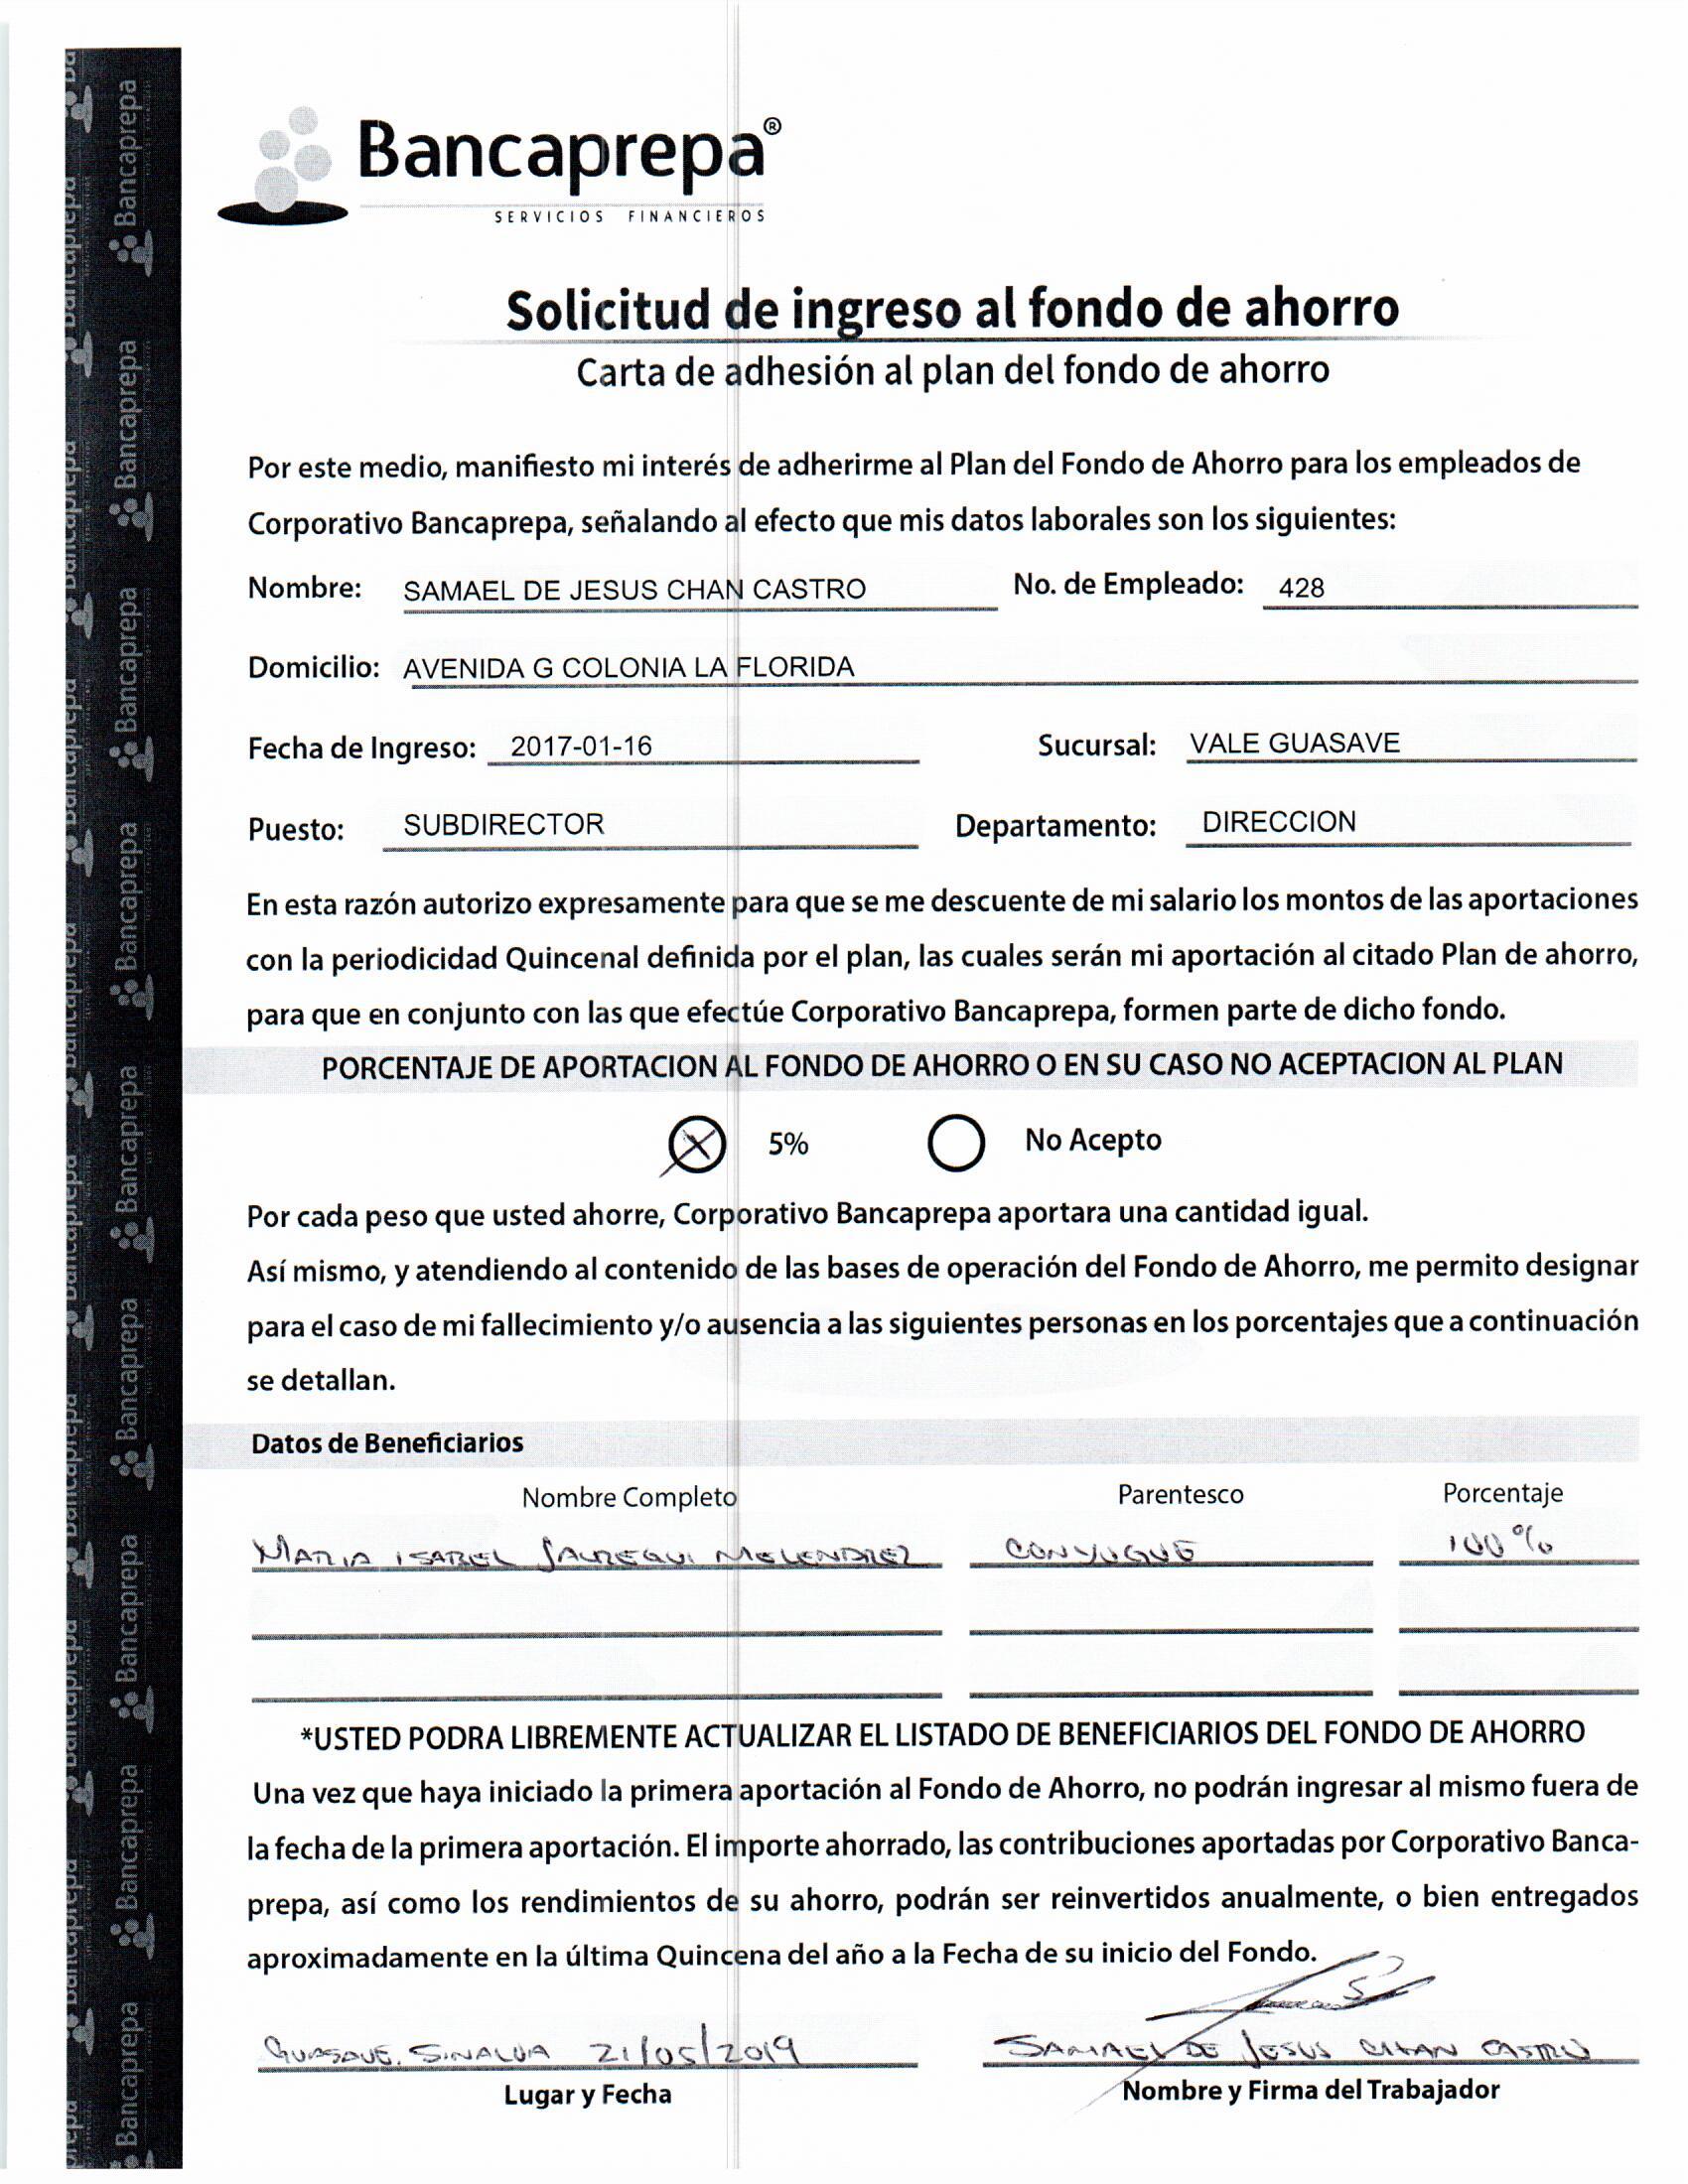 Bancaprepa®
SERVICIOS FINANCIEROS
Solicitud de ingreso al fondo de ahorro
Carta de adhesión al plan del fondo de ahorro
Por este medio, manifiesto mi interés de adherirme al Plan del Fondo de Ahorro para los empleados de
Corporativo Bancaprepa, señalando al efecto que mis datos laborales son los siguientes:
Nombre: SAMAEL DE JESUS CHAN CASTRO No. de Empleado: 428
Domicilio: AVENIDA G COLONIA LA FLORIDA
Fecha de Ingreso: 2017-01-16 Sucursal: VALE GUASAVE
Puesto: SUBDIRECTOR Departamento: DIRECCION
En esta razón autorizo expresamente para que se me descuente de mi salario los montos de las aportaciones
con la periodicidad Quincenal definida por el plan, las cuales serán mi aportación al citado Plan de ahorro,
para que en conjunto con las que efectúe Corporativo Bancaprepa, formen parte de dicho fondo.
PORCENTAJE DE APORTACION AL FONDO DE AHORRO O EN SU CASO NO ACEPTACION AL PLAN
5% No Acepto
Por cada peso que usted ahorre, Corporativo Bancaprepa aportara una cantidad igual.
Así mismo, y atendiendo al contenido de las bases de operación del Fondo de Ahorro, me permito designar
para el caso de mi fallecimiento y/o ausencia a las siguientes personas en los porcentajes que a continuación
se detallan.
Datos de Beneficiarios
Nombre Completo Parentesco Porcentaje
MARIA ISABEL JAUREGUI MELENDREZ CONYUGUE 100%
*USTED PODRA LIBREMENTE ACTUALIZAR EL LISTADO DE BENEFICIARIOS DEL FONDO DE AHORRO
Una vez que haya iniciado la primera aportación al Fondo de Ahorro, no podrán ingresar al mismo fuera de
la fecha de la primera aportación. El importe ahorrado, las contribuciones aportadas por Corporativo Banca-
prepa, así como los rendimientos de su ahorro, podrán ser reinvertidos anualmente, o bien entregados
aproximadamente en la última Quincena del año a la Fecha de su inicio del Fondo.
GUASAVE, SINALOA 21/05/2019 SAMAEL DE JESUS CHAN CASTRO
Lugar y Fecha Nombre y Firma del Trabajador